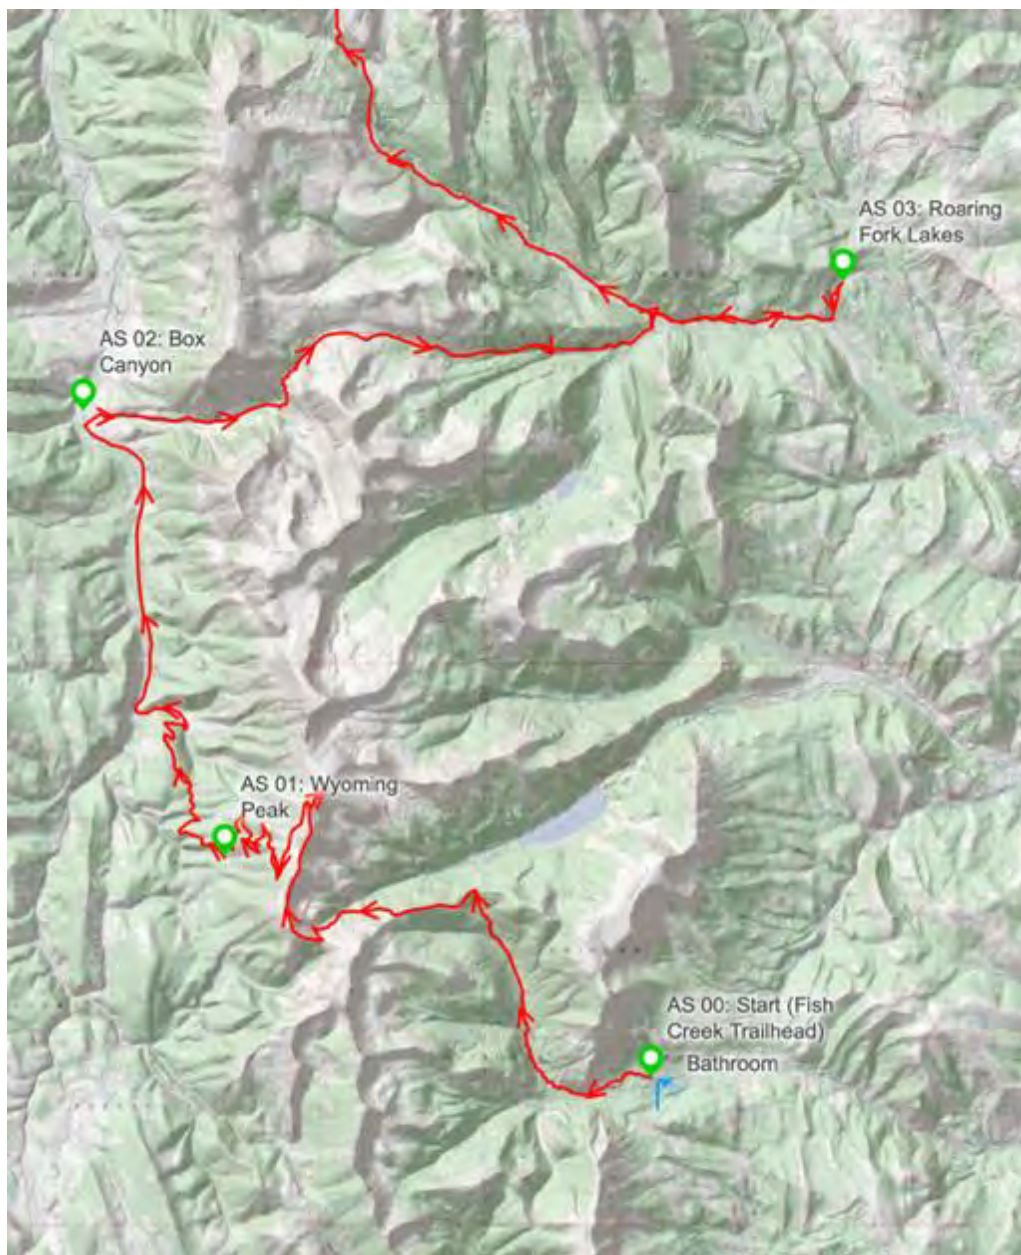 AS 03: Roaring
Fork Lakes
AS 02: Box
Canyon
AS 01: Wyoming
Peak
AS 00: Start (Fish
Creek Trailhead)
Bathroom